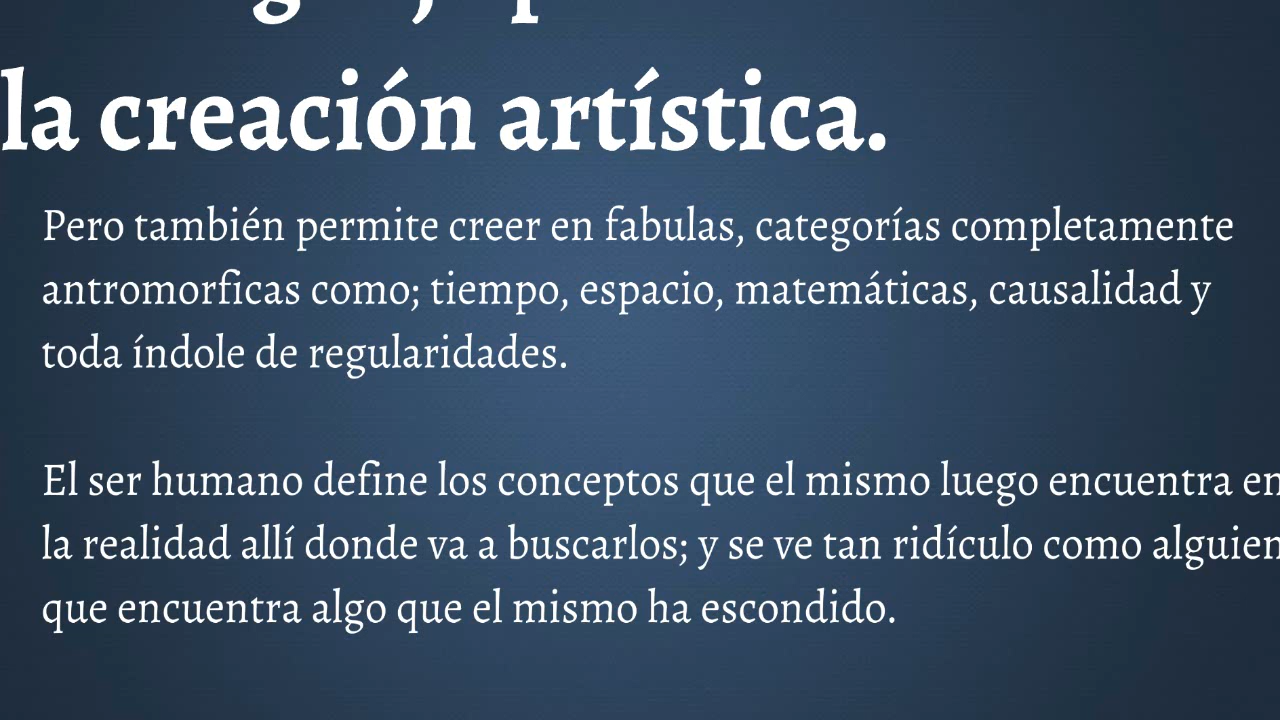 la creación artística.
Pero también permite creer en fabulas, categorías completamente
antromorficas como; tiempo, espacio, matemáticas, causalidad y
toda índole de regularidades.
El ser humano define los conceptos que el mismo luego encuentra en
la realidad allí donde va a buscarlos; y se ve tan ridículo como alguien
que encuentra algo que el mismo ha escondido.